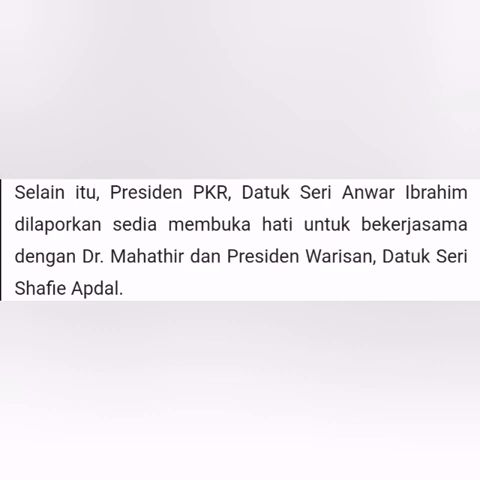 Selain itu, Presiden PKR, Datuk Seri Anwar Ibrahim
dilaporkan sedia membuka hati untuk bekerjasama
dengan Dr. Mahathir dan Presiden Warisan, Datuk Seri
Shafie Apdal.